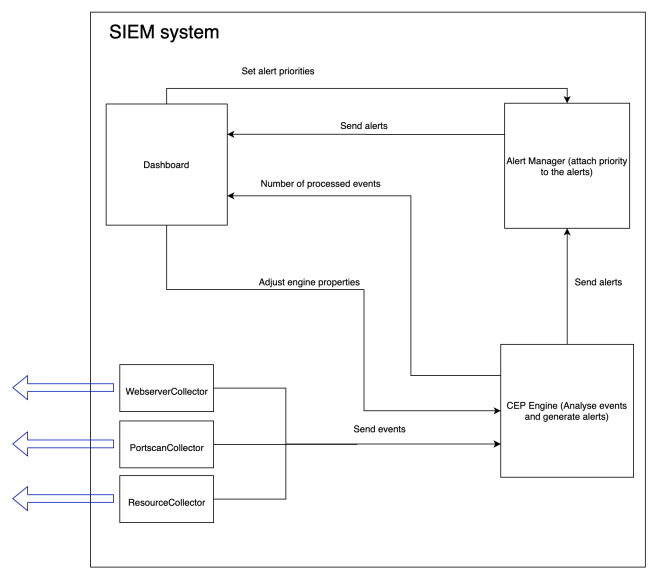 SIEM system
Set alert priorities
Send alerts
Dashboard
Alert Manager (attach priority
to the alerts)
Number of processed events
Adjust engine properties
Send alerts
WebserverCollector
CEP Engine (Analyse events
and generate alerts)
Send events
PortscanCollector
ResourceCollector